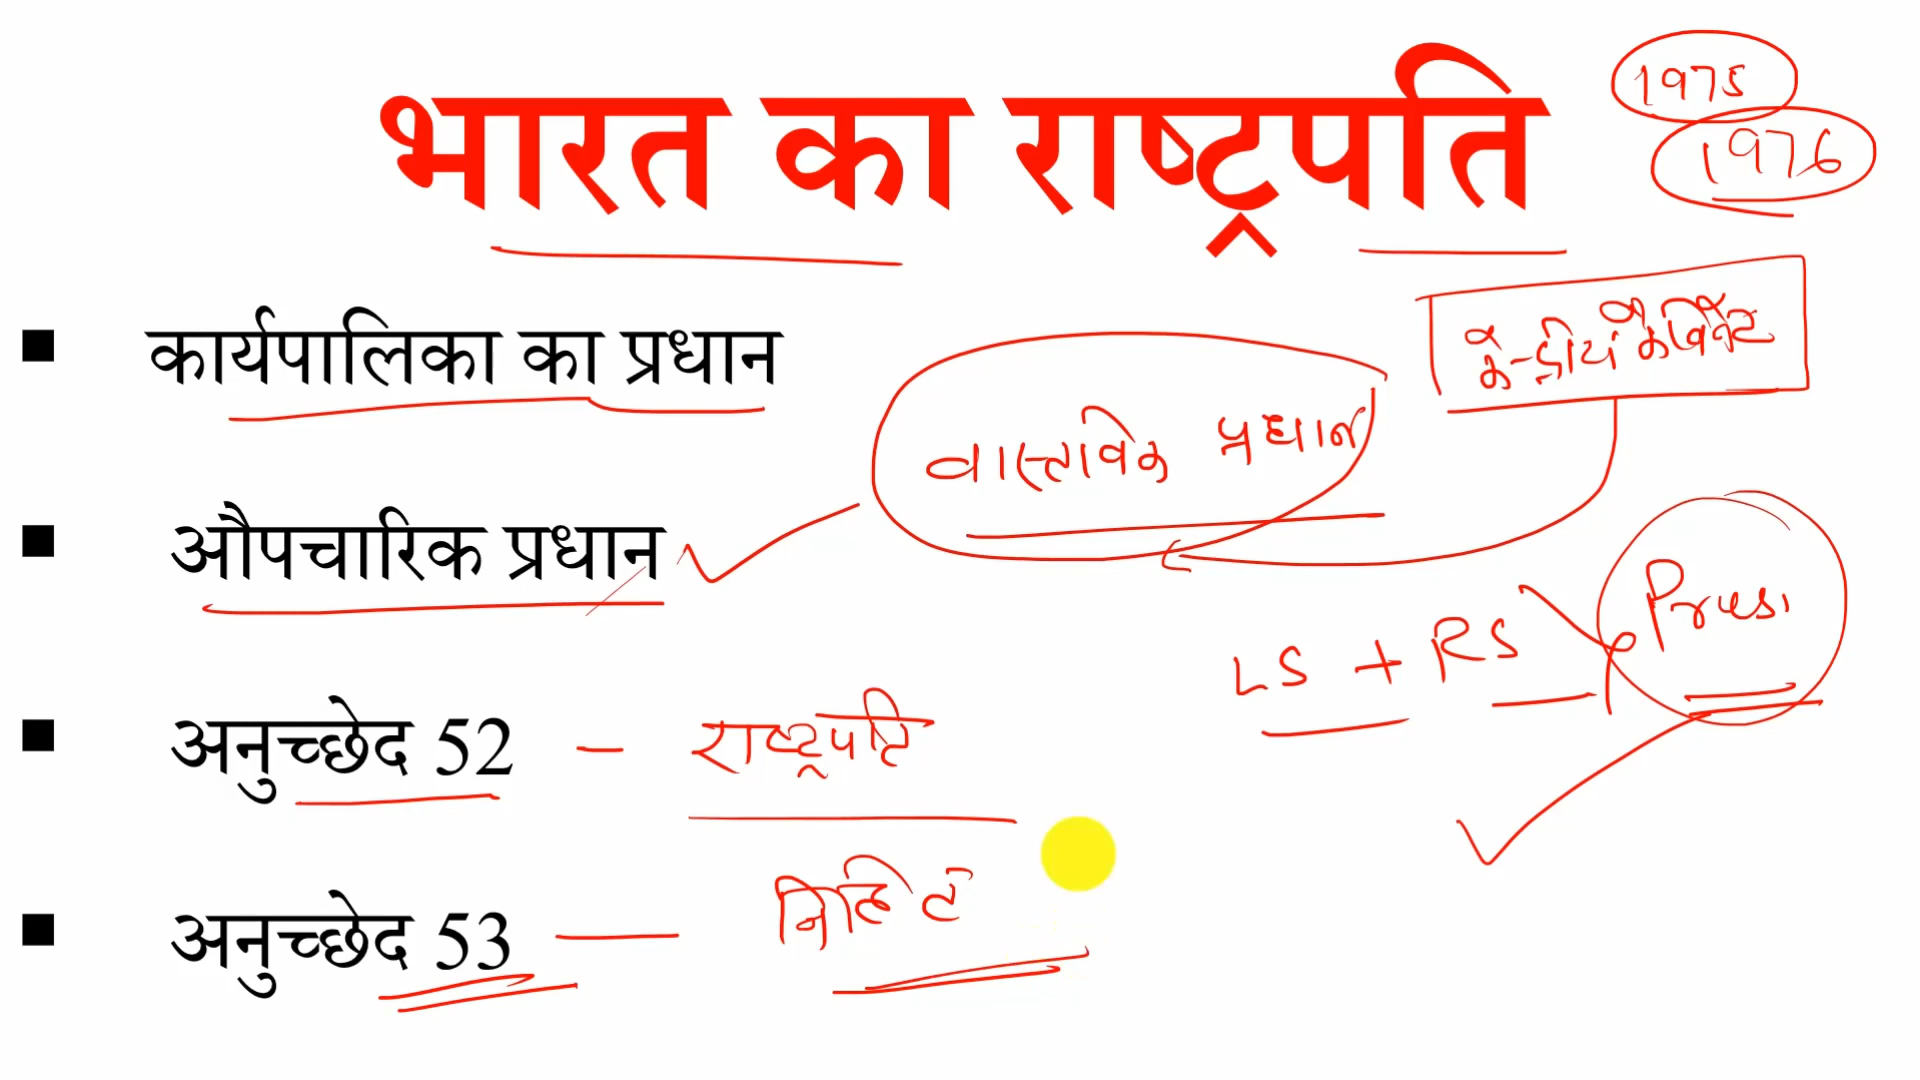 भारत का राष्ट्रपति
1975
1976
कार्यपालिका का प्रधान
केन्द्रीय कैबिनेट
वास्तविक प्रधान
औपचारिक प्रधान
LS + RS
Presi
अनुच्छेद 52 - राष्ट्रपति
अनुच्छेद 53 - निहित